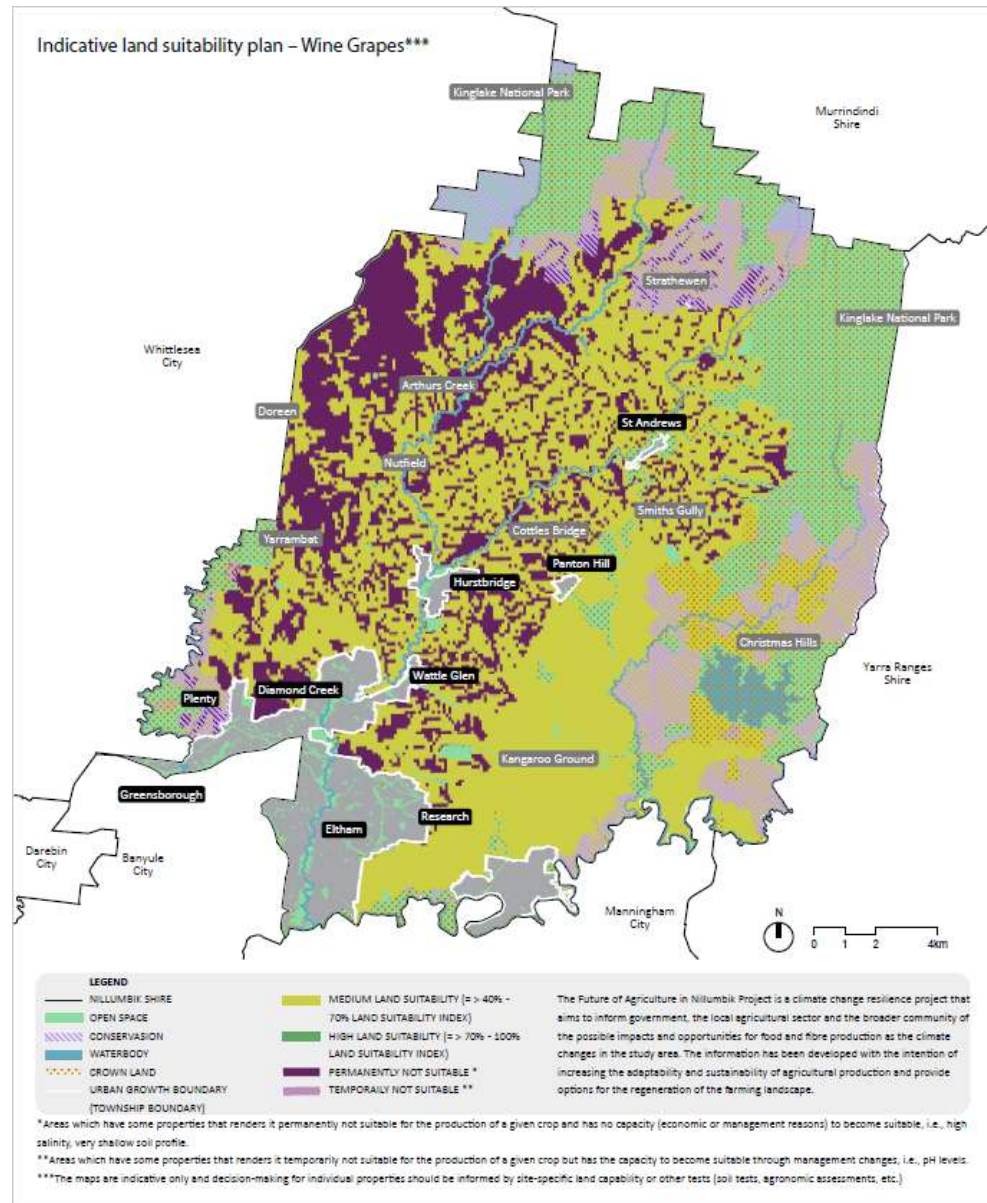 Indicative land suitability plan – Wine Grapes***
Kinglake National Park
Murrindindi
Shire
Strathewen
Kinglake National Park
Whittlesea
City
Arthurs Creek
Doreen
St Andrews
Nutfield
Smiths Gully
Cottles Bridge
Yarrambat
Panton Hill
Hurstbridge
Christmas Hills
Yarra Ranges
Shire
Wattle Glen
Diamond Creek
Plenty
Kangaroo Ground
Greensborough
Research
Eltham
Darebin
City
Banyule
City
Manningham
City
N
0 1 2 4km
LEGEND
NILLUMBIK SHIRE
OPEN SPACE
CONSERVASION
WATERBODY
CROWN LAND
URBAN GROWTH BOUNDARY
(TOWNSHIP BOUNDARY)
MEDIUM LAND SUITABILITY (= > 40% -
70% LAND SUITABILITY INDEX)
HIGH LAND SUITABILITY (= > 70% - 100%
LAND SUITABILITY INDEX)
PERMANENTLY NOT SUITABLE *
TEMPORAILY NOT SUITABLE **
The Future of Agriculture in Nillumbik Project is a climate change resilience project that
aims to inform government, the local agricultural sector and the broader community of
the possible impacts and opportunities for food and fibre production as the climate
changes in the study area. The information has been developed with the intention of
increasing the adaptability and sustainability of agricultural production and provide
options for the regeneration of the farming landscape.
*Areas which have some properties that renders it permanently not suitable for the production of a given crop and has no capacity (economic or management reasons) to become suitable, i.e., high
salinity, very shallow soil profile.
**Areas which have some properties that renders it temporarily not suitable for the production of a given crop but has the capacity to become suitable through management changes, i.e., pH levels.
***The maps are indicative only and decision-making for individual properties should be informed by site-specific land capability or other tests (soil tests, agronomic assessments, etc.)